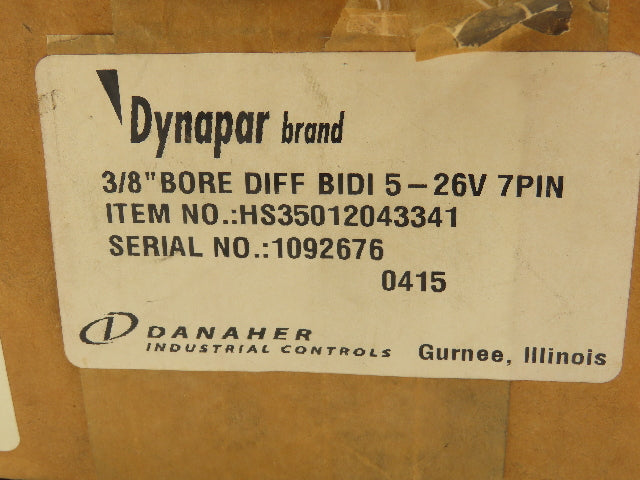 Dynapar brand
3/8"BORE DIFF BIDI 5-26V 7PIN
ITEM NO.:HS35012043341
SERIAL NO.:1092676
0415
DANAHER
INDUSTRIAL CONTROLS Gurnee, Illinois